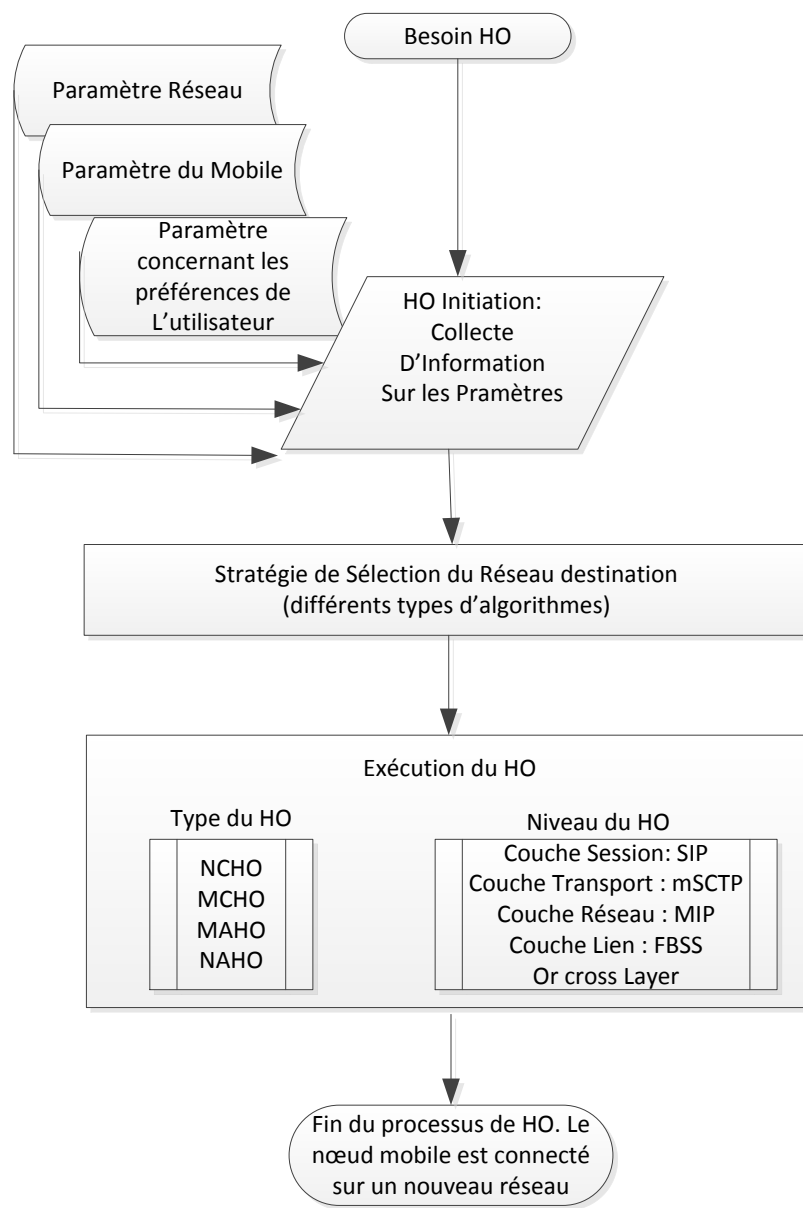 Besoin HO
Paramètre Réseau
Paramètre du Mobile
Paramètre
concernant les
préférences de
L’utilisateur
HO Initiation:
Collecte
D’Information
Sur les Pramètres
Stratégie de Sélection du Réseau destination
(différents types d’algorithmes)
Exécution du HO
Type du HO
NCHO
MCHO
MAHO
NAHO
Niveau du HO
Couche Session: SIP
Couche Transport : mSCTP
Couche Réseau : MIP
Couche Lien : FBSS
Or cross Layer
Fin du processus de HO. Le
nœud mobile est connecté
sur un nouveau réseau